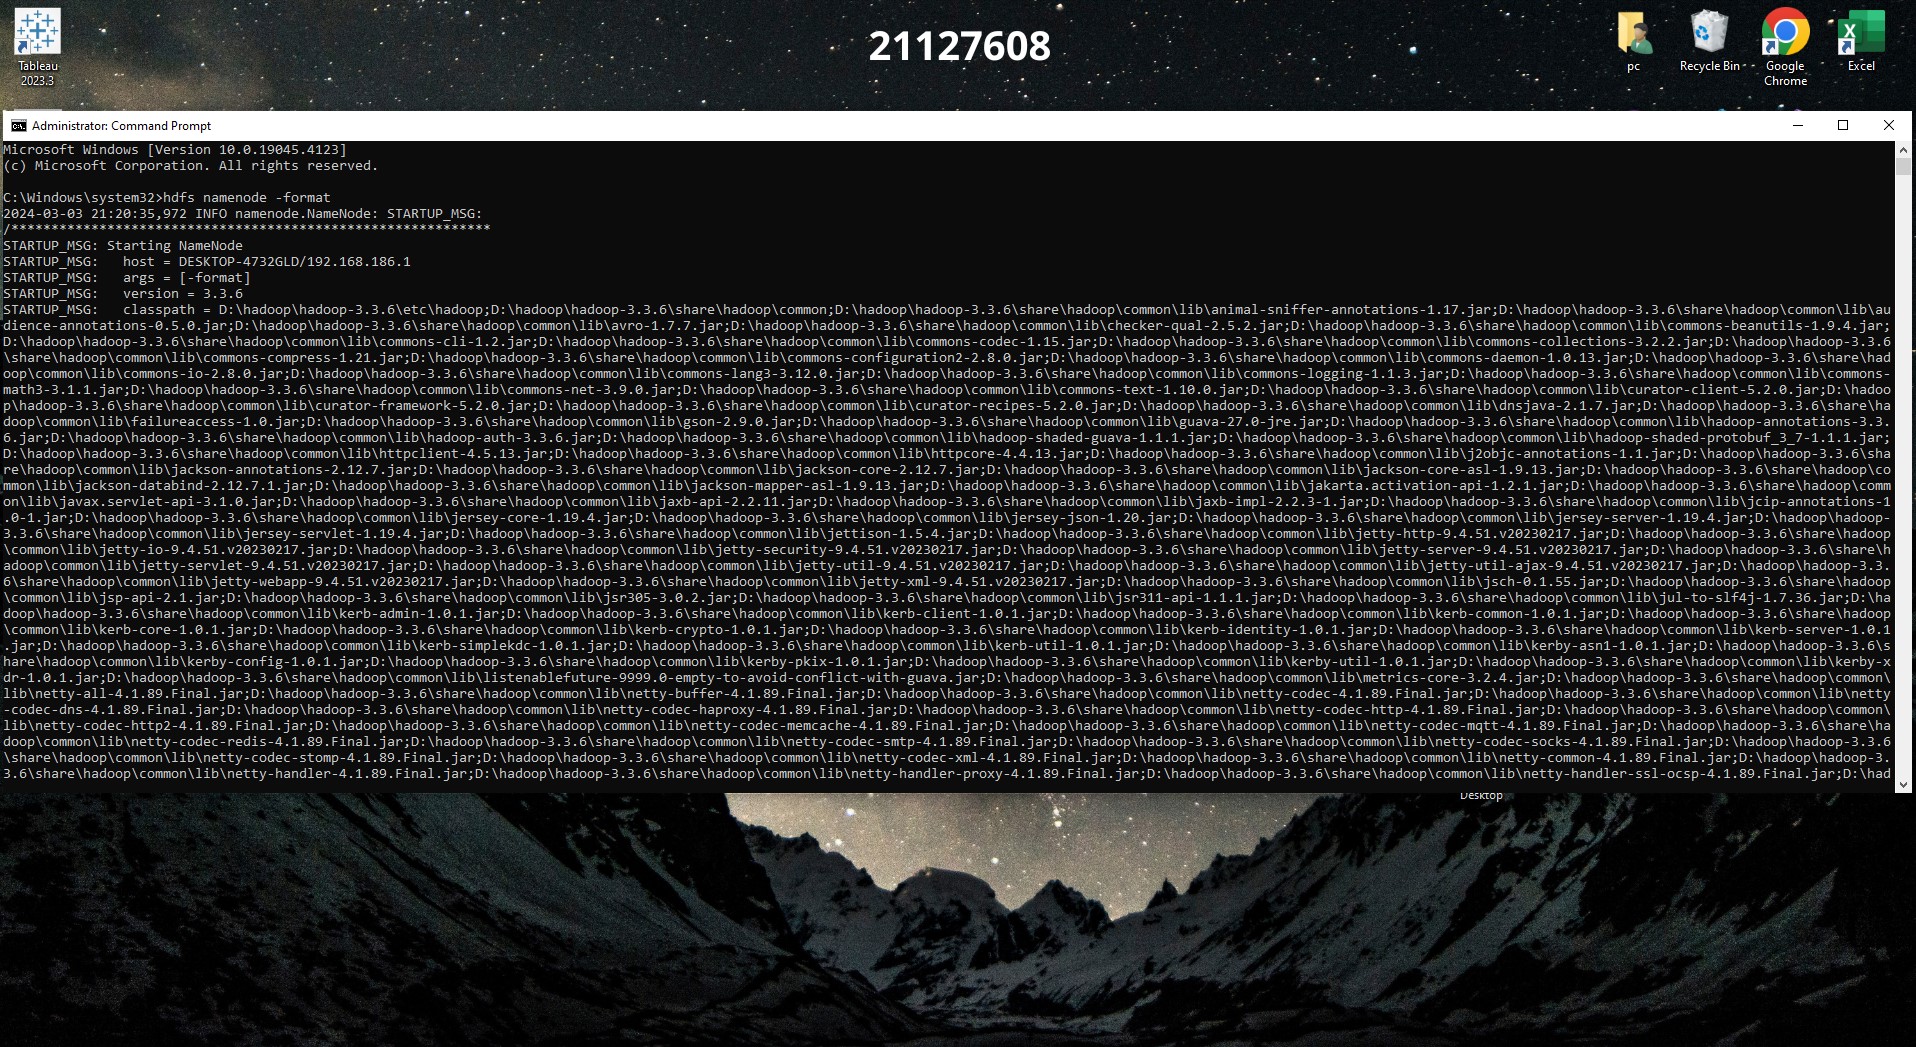 Tableau
2023.3
21127608
pc
Recycle Bin
Google
Chrome
Excel
Administrator: Command Prompt
Microsoft Windows [Version 10.0.19045.4123]
(c) Microsoft Corporation. All rights reserved.
C:\Windows\system32>hdfs namenode -format
2024-03-03 21:20:35,972 INFO namenode.NameNode: STARTUP_MSG:
/************************************************************
STARTUP_MSG: Starting NameNode
STARTUP_MSG:   host = DESKTOP-4732GLD/192.168.186.1
STARTUP_MSG:   args = [-format]
STARTUP_MSG:   version = 3.3.6
STARTUP_MSG:   classpath = D:\hadoop\hadoop-3.3.6\etc\hadoop;D:\hadoop\hadoop-3.3.6\share\hadoop\common;D:\hadoop\hadoop-3.3.6\share\hadoop\common\lib\animal-sniffer-annotations-1.17.jar;D:\hadoop\hadoop-3.3.6\share\hadoop\common\lib\au
dience-annotations-0.5.0.jar;D:\hadoop\hadoop-3.3.6\share\hadoop\common\lib\avro-1.7.7.jar;D:\hadoop\hadoop-3.3.6\share\hadoop\common\lib\checker-qual-2.5.2.jar;D:\hadoop\hadoop-3.3.6\share\hadoop\common\lib\commons-beanutils-1.9.4.jar;
D:\hadoop\hadoop-3.3.6\share\hadoop\common\lib\commons-cli-1.2.jar;D:\hadoop\hadoop-3.3.6\share\hadoop\common\lib\commons-codec-1.15.jar;D:\hadoop\hadoop-3.3.6\share\hadoop\common\lib\commons-collections-3.2.2.jar;D:\hadoop\hadoop-3.3.6
\share\hadoop\common\lib\commons-compress-1.21.jar;D:\hadoop\hadoop-3.3.6\share\hadoop\common\lib\commons-configuration2-2.8.0.jar;D:\hadoop\hadoop-3.3.6\share\hadoop\common\lib\commons-daemon-1.0.13.jar;D:\hadoop\hadoop-3.3.6\share\had
oop\common\lib\commons-io-2.8.0.jar;D:\hadoop\hadoop-3.3.6\share\hadoop\common\lib\commons-lang3-3.12.0.jar;D:\hadoop\hadoop-3.3.6\share\hadoop\common\lib\commons-logging-1.1.3.jar;D:\hadoop\hadoop-3.3.6\share\hadoop\common\lib\commons-
math3-3.1.1.jar;D:\hadoop\hadoop-3.3.6\share\hadoop\common\lib\commons-net-3.9.0.jar;D:\hadoop\hadoop-3.3.6\share\hadoop\common\lib\commons-text-1.10.0.jar;D:\hadoop\hadoop-3.3.6\share\hadoop\common\lib\curator-client-5.2.0.jar;D:\hadoo
p\hadoop-3.3.6\share\hadoop\common\lib\curator-framework-5.2.0.jar;D:\hadoop\hadoop-3.3.6\share\hadoop\common\lib\curator-recipes-5.2.0.jar;D:\hadoop\hadoop-3.3.6\share\hadoop\common\lib\dnsjava-2.1.7.jar;D:\hadoop\hadoop-3.3.6\share\ha
doop\common\lib\failureaccess-1.0.jar;D:\hadoop\hadoop-3.3.6\share\hadoop\common\lib\gson-2.9.0.jar;D:\hadoop\hadoop-3.3.6\share\hadoop\common\lib\guava-27.0-jre.jar;D:\hadoop\hadoop-3.3.6\share\hadoop\common\lib\hadoop-annotations-3.3.
6.jar;D:\hadoop\hadoop-3.3.6\share\hadoop\common\lib\hadoop-auth-3.3.6.jar;D:\hadoop\hadoop-3.3.6\share\hadoop\common\lib\hadoop-shaded-guava-1.1.1.jar;D:\hadoop\hadoop-3.3.6\share\hadoop\common\lib\hadoop-shaded-protobuf_3_7-1.1.1.jar;
D:\hadoop\hadoop-3.3.6\share\hadoop\common\lib\httpclient-4.5.13.jar;D:\hadoop\hadoop-3.3.6\share\hadoop\common\lib\httpcore-4.4.13.jar;D:\hadoop\hadoop-3.3.6\share\hadoop\common\lib\j2objc-annotations-1.1.jar;D:\hadoop\hadoop-3.3.6\sha
re\hadoop\common\lib\jackson-annotations-2.12.7.jar;D:\hadoop\hadoop-3.3.6\share\hadoop\common\lib\jackson-core-2.12.7.jar;D:\hadoop\hadoop-3.3.6\share\hadoop\common\lib\jackson-core-asl-1.9.13.jar;D:\hadoop\hadoop-3.3.6\share\hadoop\co
mmon\lib\jackson-databind-2.12.7.1.jar;D:\hadoop\hadoop-3.3.6\share\hadoop\common\lib\jackson-mapper-asl-1.9.13.jar;D:\hadoop\hadoop-3.3.6\share\hadoop\common\lib\jakarta.activation-api-1.2.1.jar;D:\hadoop\hadoop-3.3.6\share\hadoop\comm
on\lib\javax.servlet-api-3.1.0.jar;D:\hadoop\hadoop-3.3.6\share\hadoop\common\lib\jaxb-api-2.2.11.jar;D:\hadoop\hadoop-3.3.6\share\hadoop\common\lib\jaxb-impl-2.2.3-1.jar;D:\hadoop\hadoop-3.3.6\share\hadoop\common\lib\jcip-annotations-1
.0-1.jar;D:\hadoop\hadoop-3.3.6\share\hadoop\common\lib\jersey-core-1.19.4.jar;D:\hadoop\hadoop-3.3.6\share\hadoop\common\lib\jersey-json-1.20.jar;D:\hadoop\hadoop-3.3.6\share\hadoop\common\lib\jersey-server-1.19.4.jar;D:\hadoop\hadoop-
3.3.6\share\hadoop\common\lib\jersey-servlet-1.19.4.jar;D:\hadoop\hadoop-3.3.6\share\hadoop\common\lib\jettison-1.5.4.jar;D:\hadoop\hadoop-3.3.6\share\hadoop\common\lib\jetty-http-9.4.51.v20230217.jar;D:\hadoop\hadoop-3.3.6\share\hadoop
\common\lib\jetty-io-9.4.51.v20230217.jar;D:\hadoop\hadoop-3.3.6\share\hadoop\common\lib\jetty-security-9.4.51.v20230217.jar;D:\hadoop\hadoop-3.3.6\share\hadoop\common\lib\jetty-server-9.4.51.v20230217.jar;D:\hadoop\hadoop-3.3.6\share\h
adoop\common\lib\jetty-servlet-9.4.51.v20230217.jar;D:\hadoop\hadoop-3.3.6\share\hadoop\common\lib\jetty-util-9.4.51.v20230217.jar;D:\hadoop\hadoop-3.3.6\share\hadoop\common\lib\jetty-util-ajax-9.4.51.v20230217.jar;D:\hadoop\hadoop-3.3.
6\share\hadoop\common\lib\jetty-webapp-9.4.51.v20230217.jar;D:\hadoop\hadoop-3.3.6\share\hadoop\common\lib\jetty-xml-9.4.51.v20230217.jar;D:\hadoop\hadoop-3.3.6\share\hadoop\common\lib\jsch-0.1.55.jar;D:\hadoop\hadoop-3.3.6\share\hadoop
\common\lib\jsp-api-2.1.jar;D:\hadoop\hadoop-3.3.6\share\hadoop\common\lib\jsr305-3.0.2.jar;D:\hadoop\hadoop-3.3.6\share\hadoop\common\lib\jsr311-api-1.1.1.jar;D:\hadoop\hadoop-3.3.6\share\hadoop\common\lib\jul-to-slf4j-1.7.36.jar;D:\ha
doop\hadoop-3.3.6\share\hadoop\common\lib\kerb-admin-1.0.1.jar;D:\hadoop\hadoop-3.3.6\share\hadoop\common\lib\kerb-client-1.0.1.jar;D:\hadoop\hadoop-3.3.6\share\hadoop\common\lib\kerb-common-1.0.1.jar;D:\hadoop\hadoop-3.3.6\share\hadoop
\common\lib\kerb-core-1.0.1.jar;D:\hadoop\hadoop-3.3.6\share\hadoop\common\lib\kerb-crypto-1.0.1.jar;D:\hadoop\hadoop-3.3.6\share\hadoop\common\lib\kerb-identity-1.0.1.jar;D:\hadoop\hadoop-3.3.6\share\hadoop\common\lib\kerb-server-1.0.1
.jar;D:\hadoop\hadoop-3.3.6\share\hadoop\common\lib\kerb-simplekdc-1.0.1.jar;D:\hadoop\hadoop-3.3.6\share\hadoop\common\lib\kerb-util-1.0.1.jar;D:\hadoop\hadoop-3.3.6\share\hadoop\common\lib\kerby-asn1-1.0.1.jar;D:\hadoop\hadoop-3.3.6\s
hare\hadoop\common\lib\kerby-config-1.0.1.jar;D:\hadoop\hadoop-3.3.6\share\hadoop\common\lib\kerby-pkix-1.0.1.jar;D:\hadoop\hadoop-3.3.6\share\hadoop\common\lib\kerby-util-1.0.1.jar;D:\hadoop\hadoop-3.3.6\share\hadoop\common\lib\kerby-x
dr-1.0.1.jar;D:\hadoop\hadoop-3.3.6\share\hadoop\common\lib\listenablefuture-9999.0-empty-to-avoid-conflict-with-guava.jar;D:\hadoop\hadoop-3.3.6\share\hadoop\common\lib\metrics-core-3.2.4.jar;D:\hadoop\hadoop-3.3.6\share\hadoop\common\
lib\netty-all-4.1.89.Final.jar;D:\hadoop\hadoop-3.3.6\share\hadoop\common\lib\netty-buffer-4.1.89.Final.jar;D:\hadoop\hadoop-3.3.6\share\hadoop\common\lib\netty-codec-4.1.89.Final.jar;D:\hadoop\hadoop-3.3.6\share\hadoop\common\lib\netty
-codec-dns-4.1.89.Final.jar;D:\hadoop\hadoop-3.3.6\share\hadoop\common\lib\netty-codec-haproxy-4.1.89.Final.jar;D:\hadoop\hadoop-3.3.6\share\hadoop\common\lib\netty-codec-http-4.1.89.Final.jar;D:\hadoop\hadoop-3.3.6\share\hadoop\common\
lib\netty-codec-http2-4.1.89.Final.jar;D:\hadoop\hadoop-3.3.6\share\hadoop\common\lib\netty-codec-memcache-4.1.89.Final.jar;D:\hadoop\hadoop-3.3.6\share\hadoop\common\lib\netty-codec-mqtt-4.1.89.Final.jar;D:\hadoop\hadoop-3.3.6\share\ha
doop\common\lib\netty-codec-redis-4.1.89.Final.jar;D:\hadoop\hadoop-3.3.6\share\hadoop\common\lib\netty-codec-smtp-4.1.89.Final.jar;D:\hadoop\hadoop-3.3.6\share\hadoop\common\lib\netty-codec-socks-4.1.89.Final.jar;D:\hadoop\hadoop-3.3.6
\share\hadoop\common\lib\netty-codec-stomp-4.1.89.Final.jar;D:\hadoop\hadoop-3.3.6\share\hadoop\common\lib\netty-codec-xml-4.1.89.Final.jar;D:\hadoop\hadoop-3.3.6\share\hadoop\common\lib\netty-common-4.1.89.Final.jar;D:\hadoop\hadoop-3.
3.6\share\hadoop\common\lib\netty-handler-4.1.89.Final.jar;D:\hadoop\hadoop-3.3.6\share\hadoop\common\lib\netty-handler-proxy-4.1.89.Final.jar;D:\hadoop\hadoop-3.3.6\share\hadoop\common\lib\netty-handler-ssl-ocsp-4.1.89.Final.jar;D:\had
Desktop